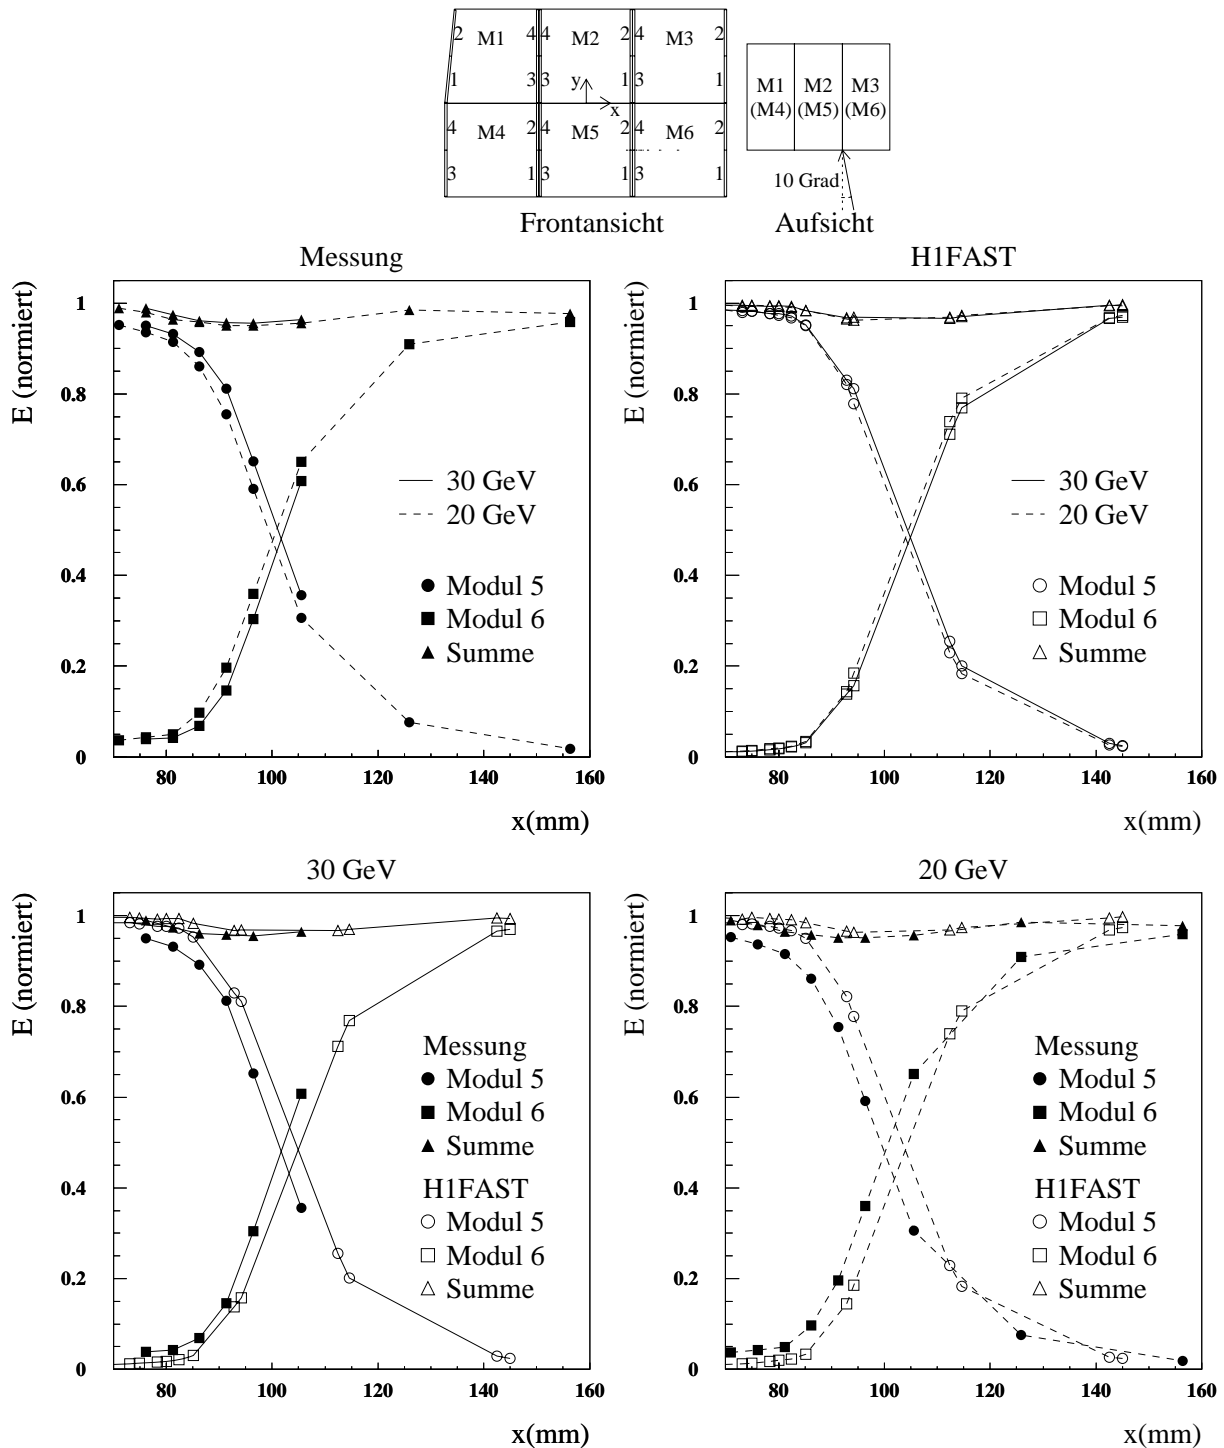 2 M1 4 4 M2 2 4 M3 2
1 3 3 y 1 3 1
x
4 M4 2 4 M5 2 4 M6 2
3 1 3 1 3 1
M1 M2 M3
(M4) (M5) (M6)
10 Grad
Frontansicht
Aufsicht
Messung
E (normiert)
1
0.8
0.6
0.4
0.2
0
80 100 120 140 160
x(mm)
30 GeV
20 GeV
Modul 5
Modul 6
Summe
H1FAST
E (normiert)
1
0.8
0.6
0.4
0.2
0
80 100 120 140 160
x(mm)
30 GeV
20 GeV
Modul 5
Modul 6
Summe
30 GeV
E (normiert)
1
0.8
0.6
0.4
0.2
0
80 100 120 140 160
x(mm)
Messung
Modul 5
Modul 6
Summe
H1FAST
Modul 5
Modul 6
Summe
20 GeV
E (normiert)
1
0.8
0.6
0.4
0.2
0
80 100 120 140 160
x(mm)
Messung
Modul 5
Modul 6
Summe
H1FAST
Modul 5
Modul 6
Summe